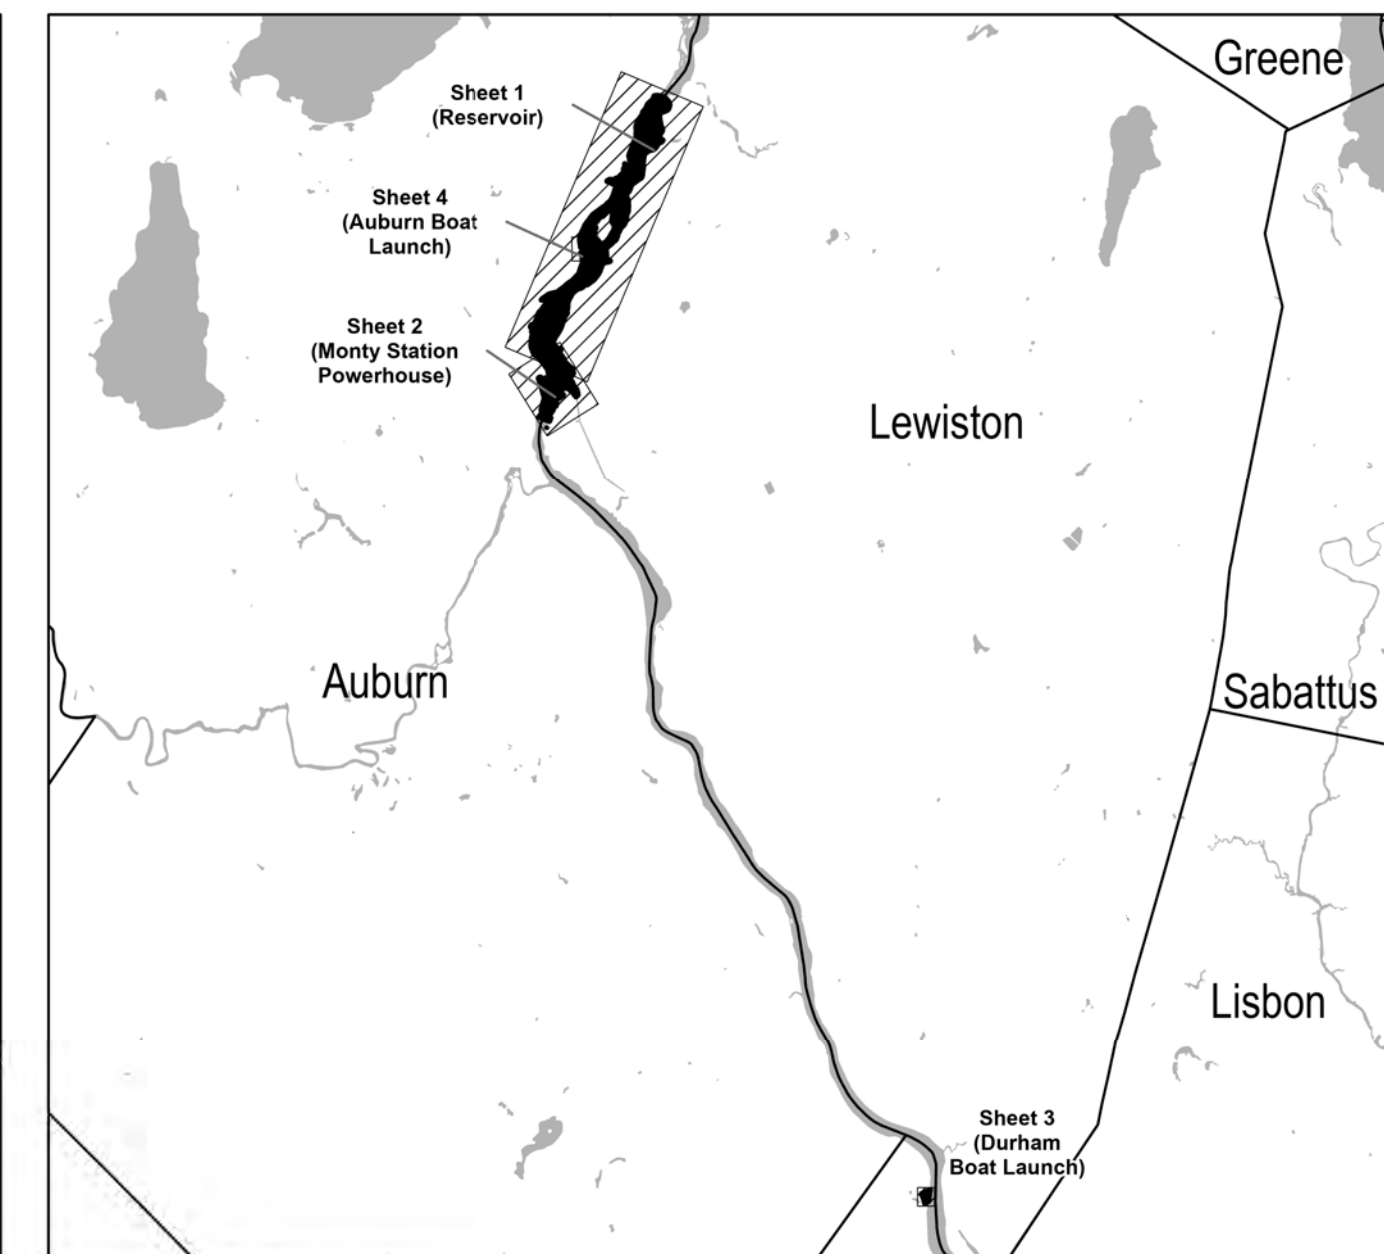 Greene
Sheet 1
(Reservoir)
Sheet 4
(Auburn Boat
Launch)
Sheet 2
(Monty Station
Powerhouse)
Lewiston
Auburn
Sabattus
Lisbon
Sheet 3
(Durham
Boat Launch)